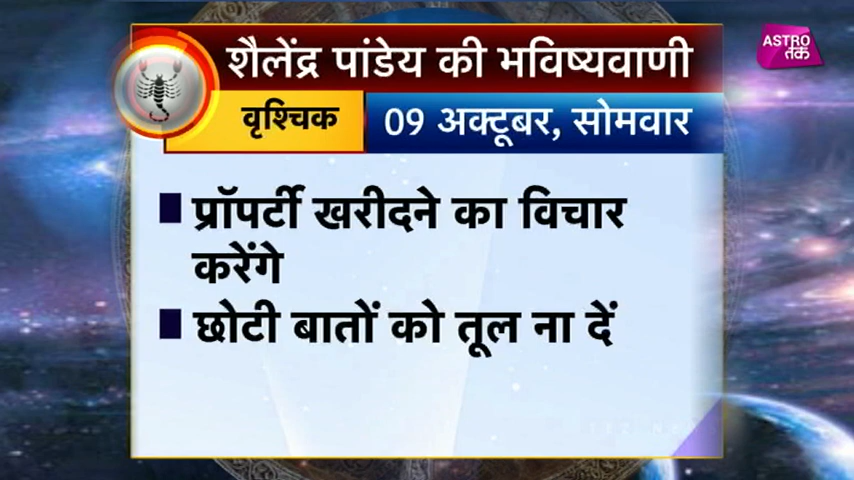 शैलेंद्र पांडेय की भविष्यवाणी
ASTRO
तक
वृश्चिक
09 अक्टूबर, सोमवार
प्रॉपर्टी खरीदने का विचार
करेंगे
छोटी बातों को तूल ना दें